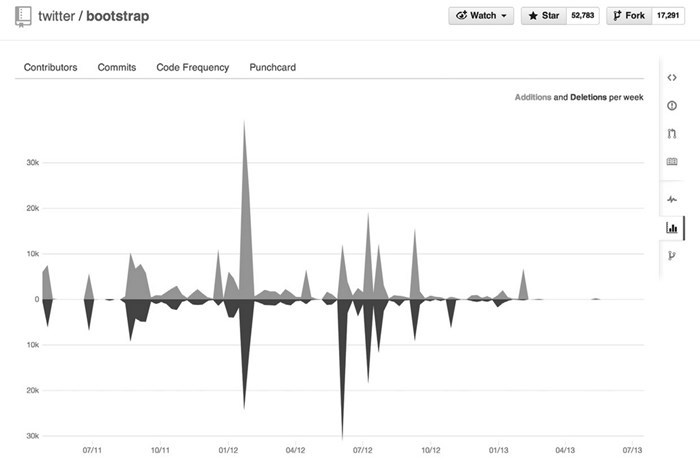 twitter / bootstrap
Watch
Star 52,783
Fork 17,291
Contributors Commits Code Frequency Punchcard
Additions and Deletions per week
30k
20k
10k
0
10k
20k
30k
07/11 10/11 01/12 04/12 07/12 10/12 01/13 04/13 07/13